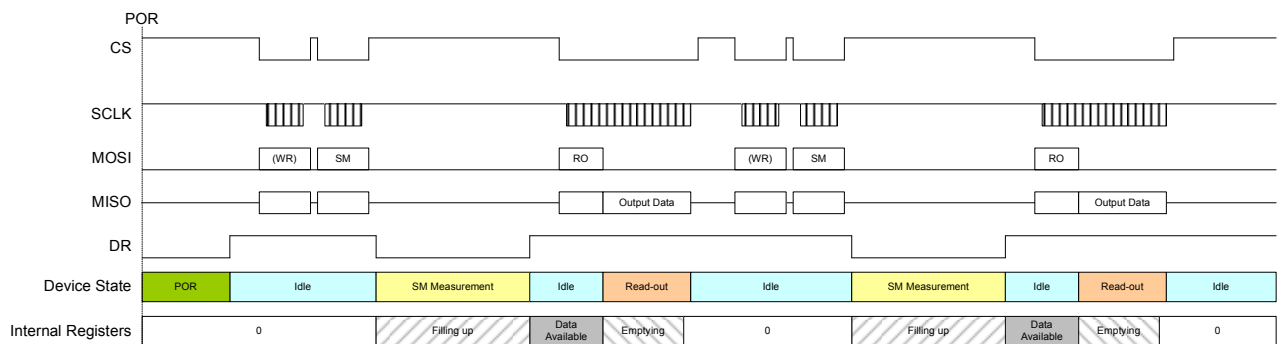 POR
CS
SCLK
MOSI (WR) SM RO (WR) SM RO
MISO Output Data Output Data
DR
Device State POR Idle SM Measurement Idle Read-out Idle SM Measurement Idle Read-out Idle
Internal Registers 0 Filling up Data Available Emptying 0 Filling up Data Available Emptying 0